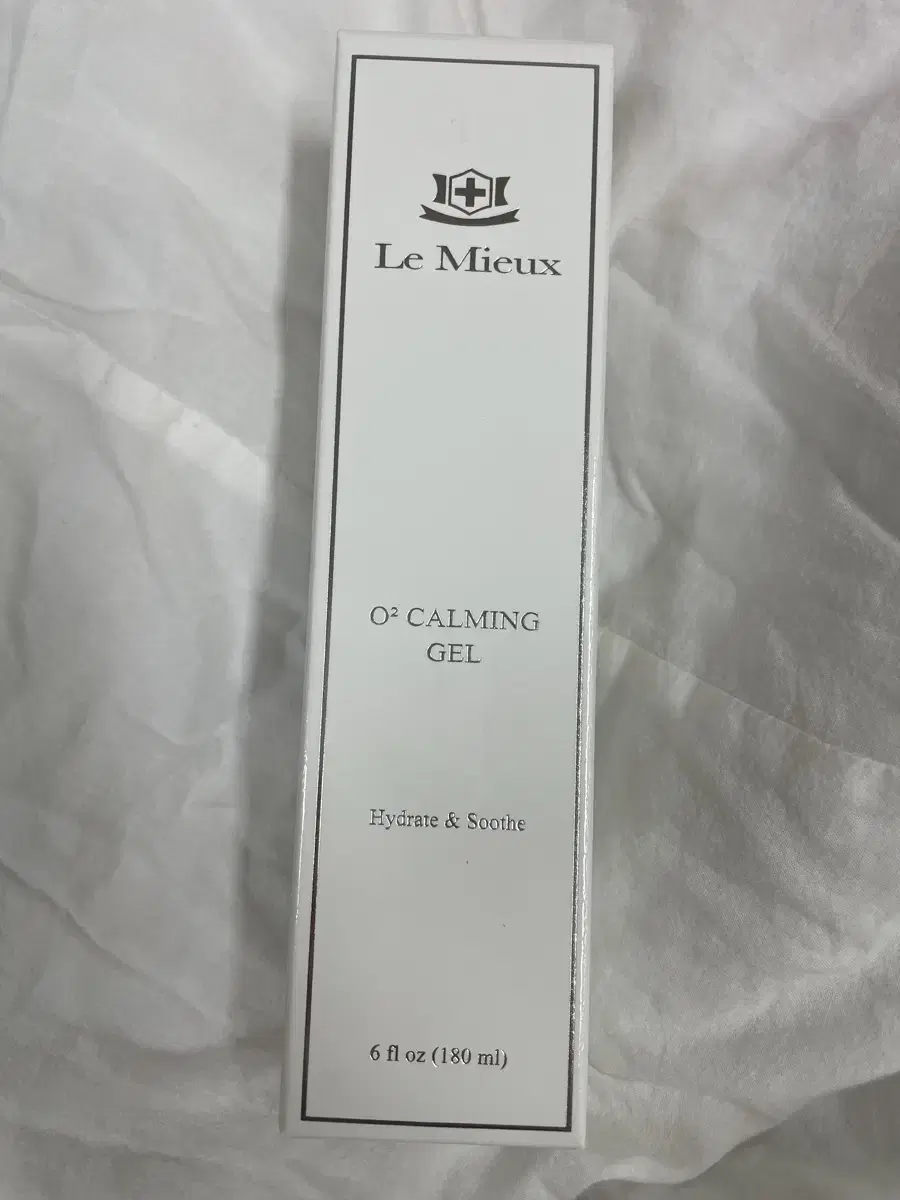 Le Mieux
O² CALMING
GEL
Hydrate & Soothe
6 fl oz (180 ml)